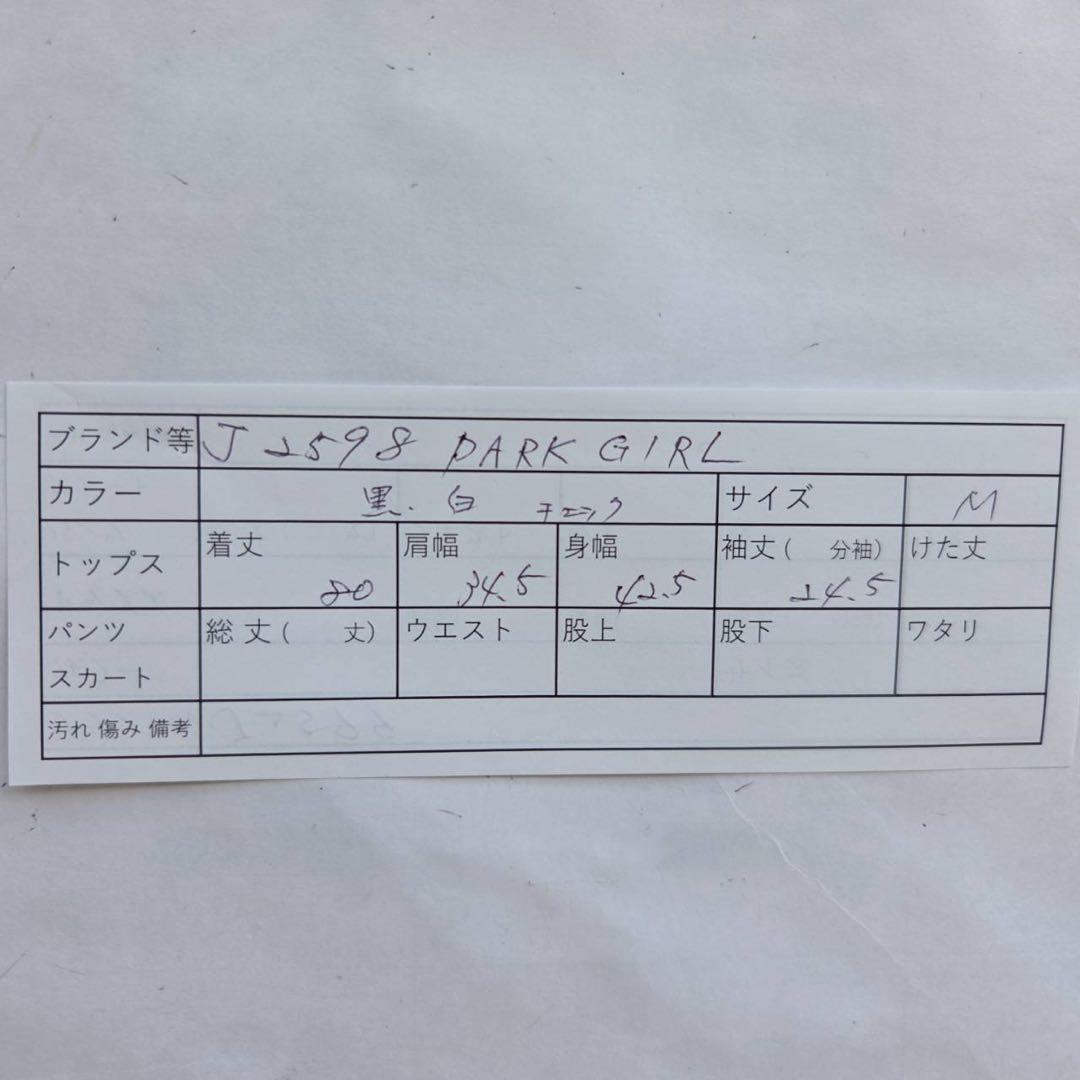 ブランド等 J2598 PARK GIRL
カラー 黒.白 チェック サイズ M
トップス 着丈 80 肩幅 34.5 身幅 42.5 袖丈( 分袖) 24.5 けた丈
パンツ スカート 総丈( 丈) ウエスト 股上 股下 ワタリ
汚れ 傷み 備考